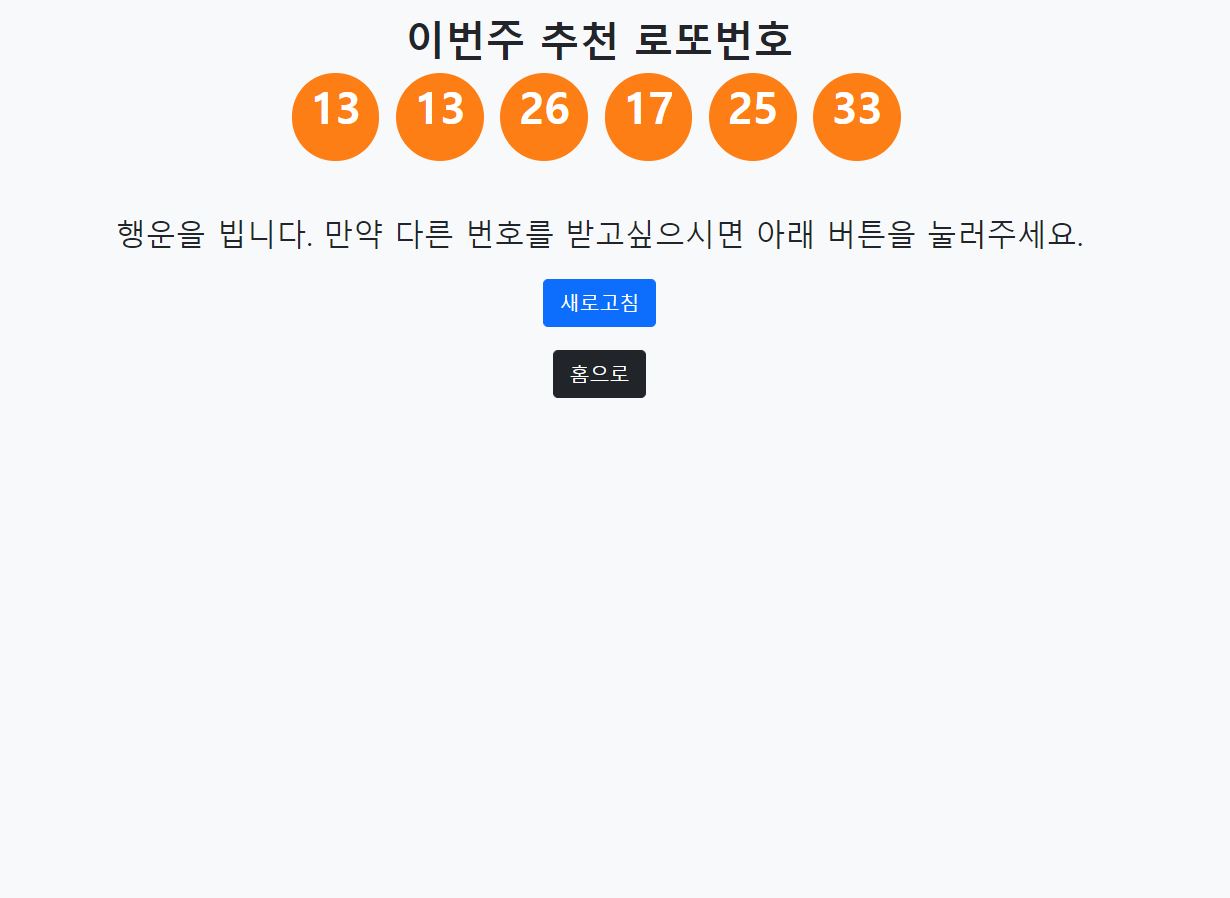 이번주 추천 로또번호
13 13 26 17 25 33
행운을 빕니다. 만약 다른 번호를 받고싶으시면 아래 버튼을 눌러주세요.
새로고침
홈으로